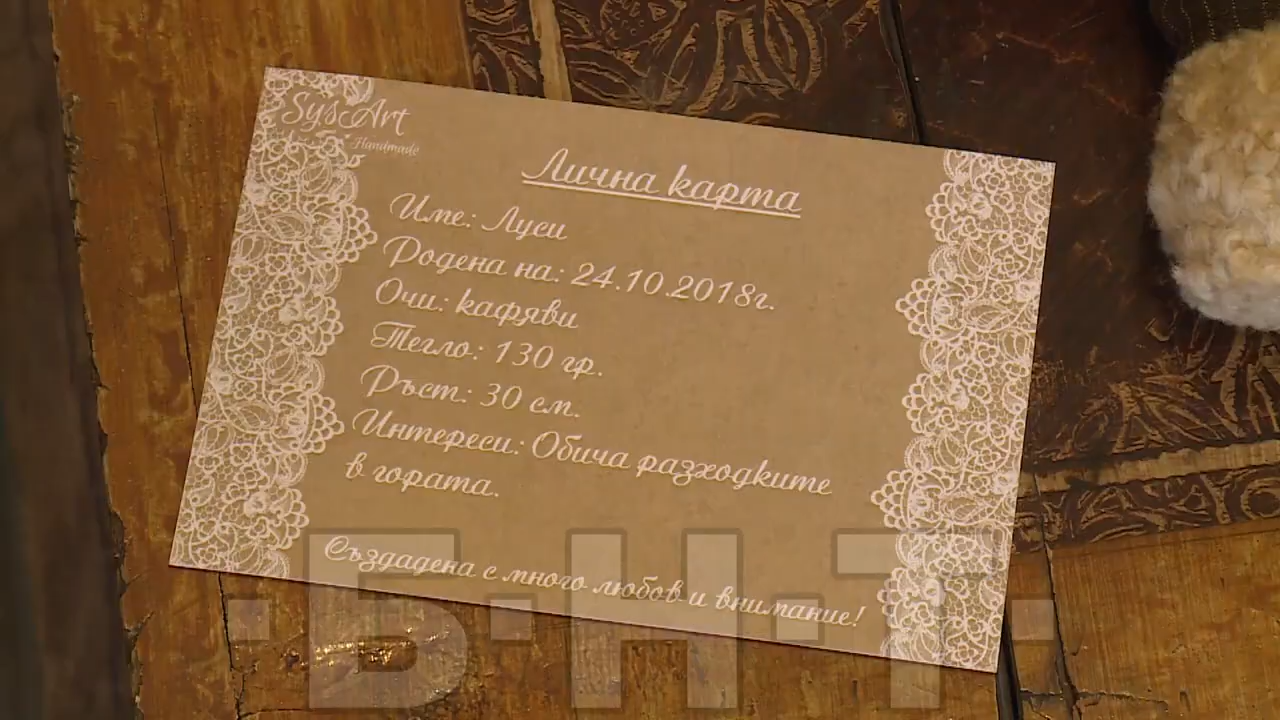 SysArt
Handmade
Лична карта
Име: Луси
Родена на: 24.10.2018г.
Очи: кафяви
Тегло: 130 гр.
Ръст: 30 см.
Интереси: Обича разходките
в гората.
Създадена с много любов и внимание!
·Б·Н·Т·